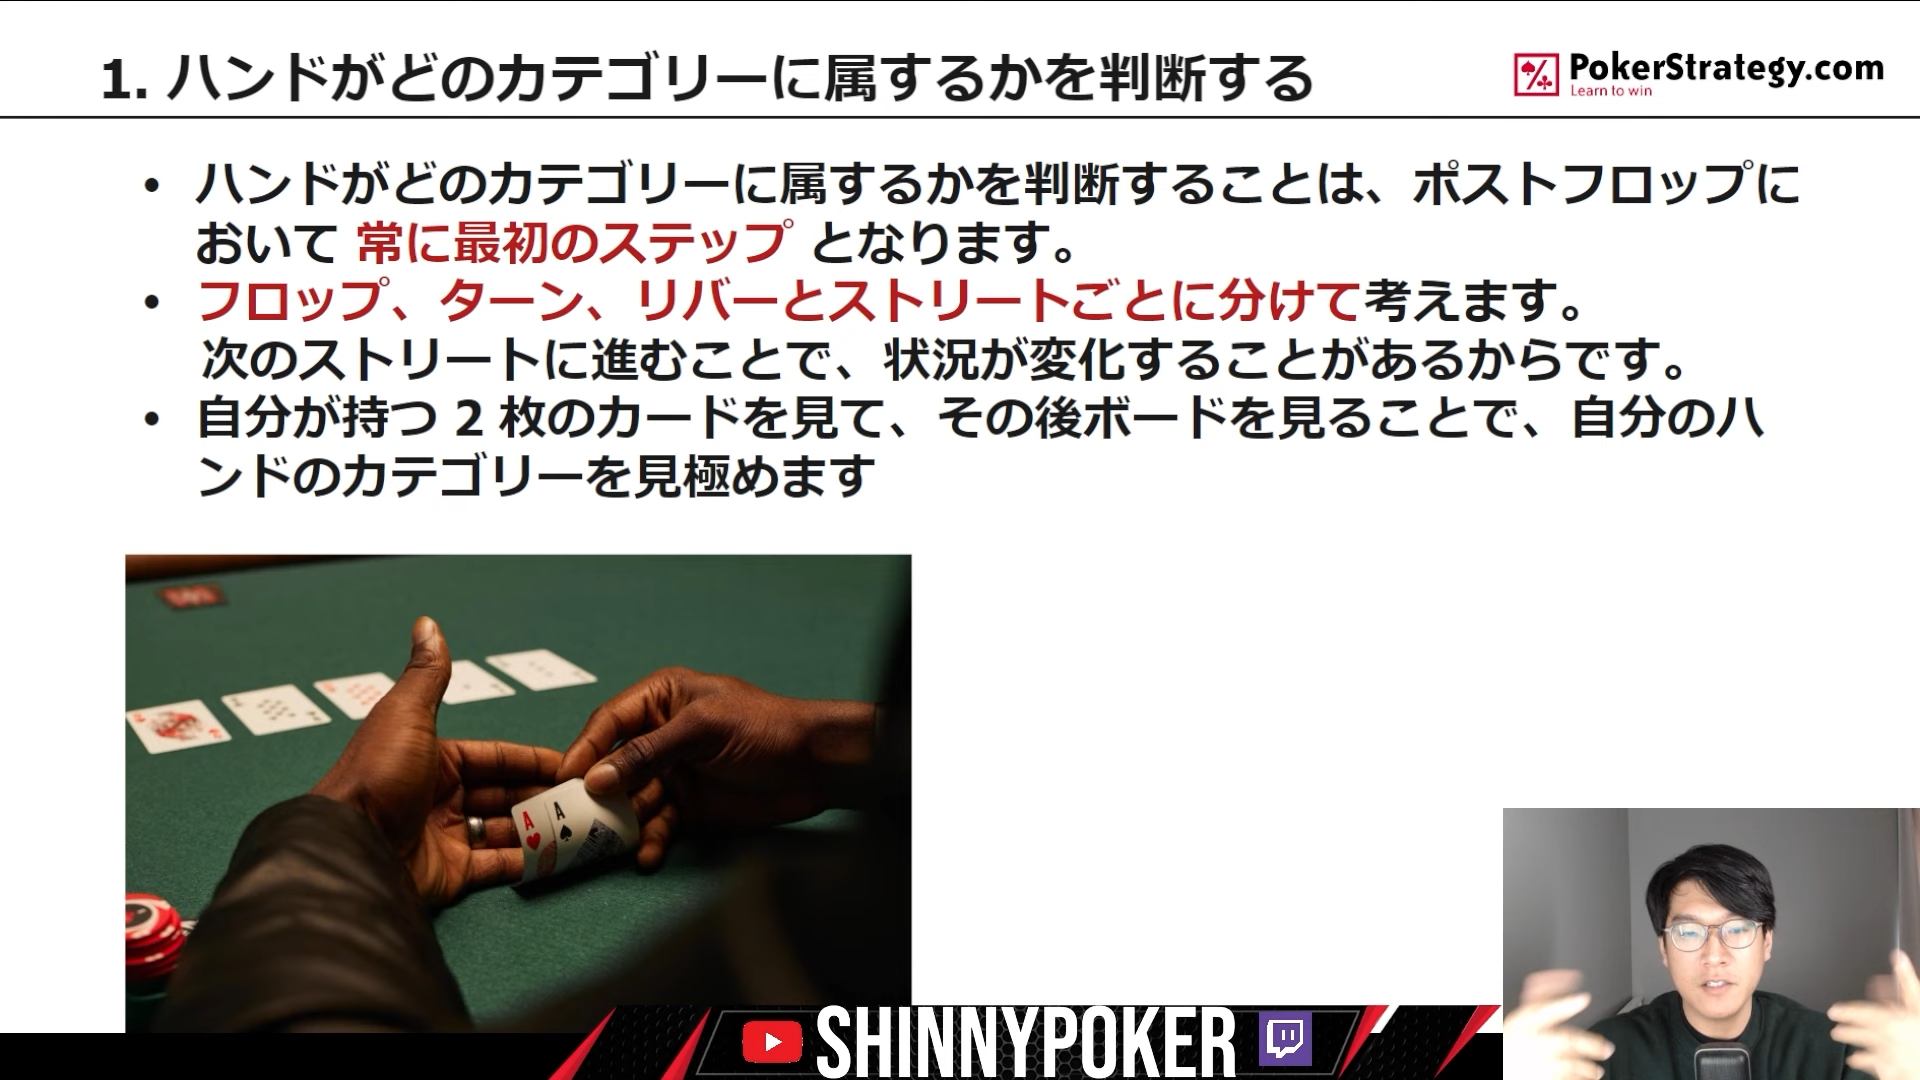 1. ハンドがどのカテゴリーに属するかを判断する
PokerStrategy.com
Learn to win
• ハンドがどのカテゴリーに属するかを判断することは、ポストフロップに
おいて 常に最初のステップ となります。
• フロップ、ターン、リバーとストリートごとに分けて考えます。
次のストリートに進むことで、状況が変化することがあるからです。
• 自分が持つ 2 枚のカードを見て、その後ボードを見ることで、自分のハ
ンドのカテゴリーを見極めます
A A
SHINNYPOKER